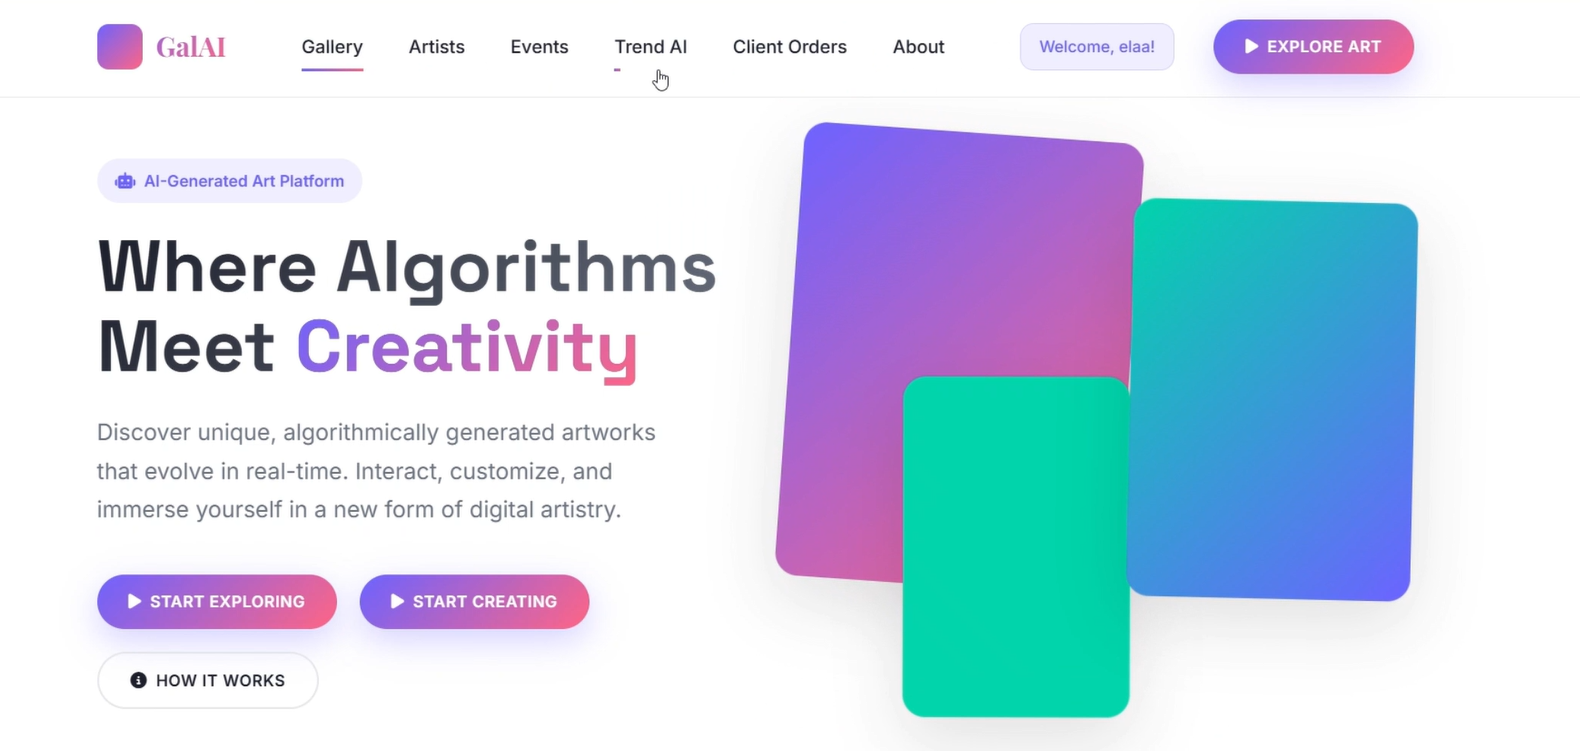 GalAI
Gallery
Artists
Events
Trend AI
Client Orders
About
Welcome, elaa!
EXPLORE ART
AI-Generated Art Platform
Where Algorithms
Meet Creativity
Discover unique, algorithmically generated artworks
that evolve in real-time. Interact, customize, and
immerse yourself in a new form of digital artistry.
START EXPLORING
START CREATING
HOW IT WORKS